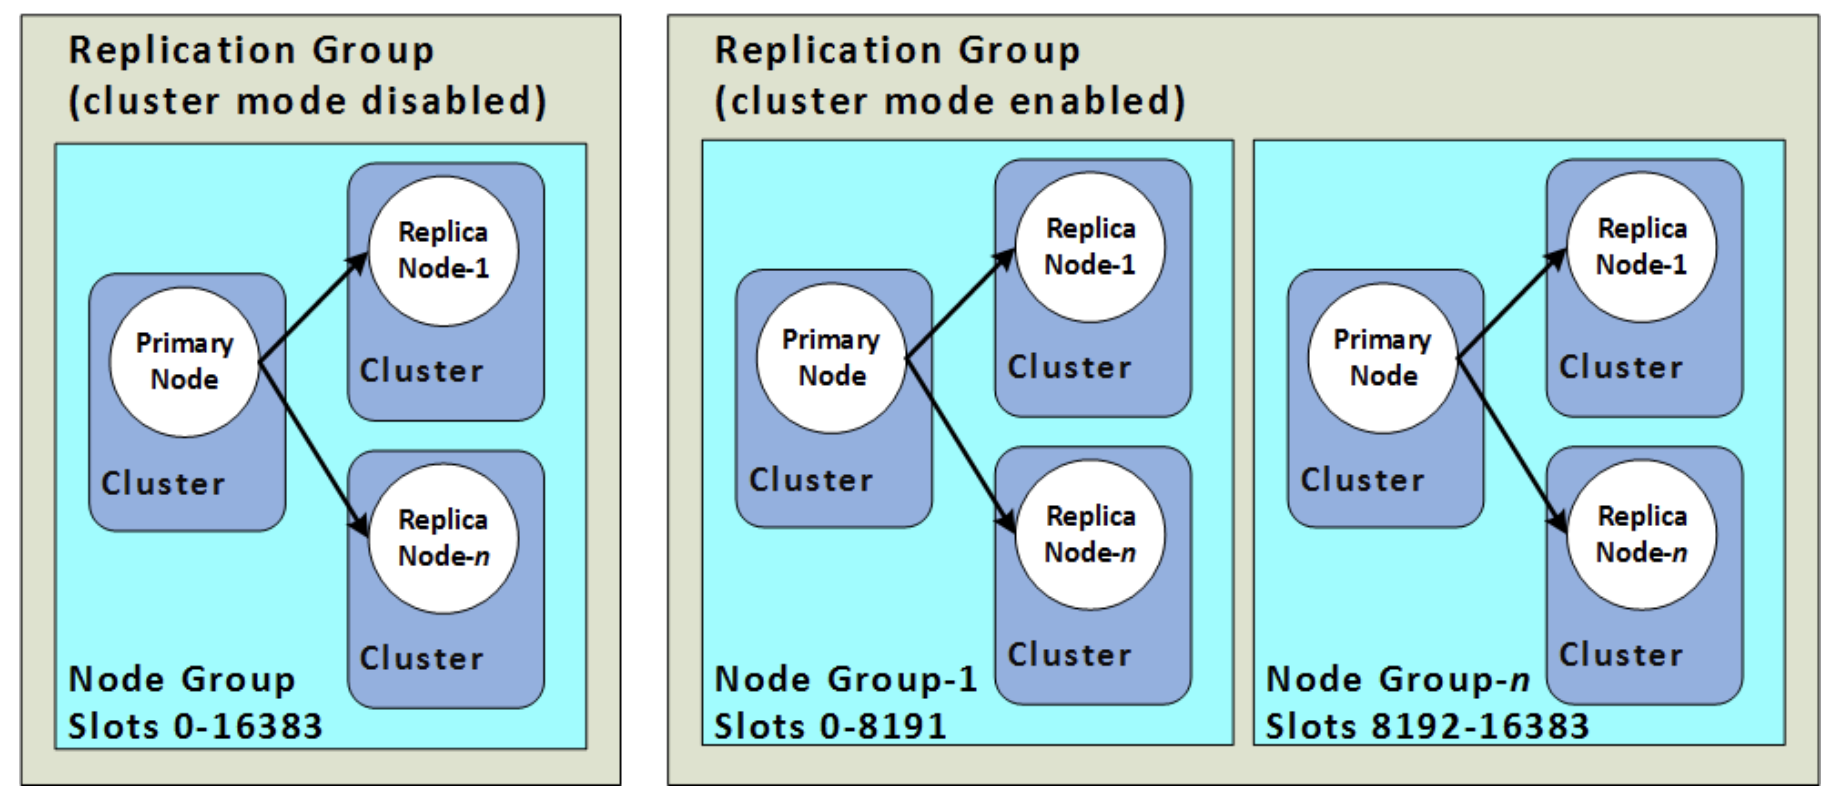 Replication Group
(cluster mode disabled)
Replica
Node-1
Cluster
Primary
Node
Cluster
Replica
Node-n
Cluster
Node Group
Slots 0-16383
Replication Group
(cluster mode enabled)
Replica
Node-1
Cluster
Primary
Node
Cluster
Replica
Node-n
Cluster
Node Group-1
Slots 0-8191
Replica
Node-1
Cluster
Primary
Node
Cluster
Replica
Node-n
Cluster
Node Group-n
Slots 8192-16383